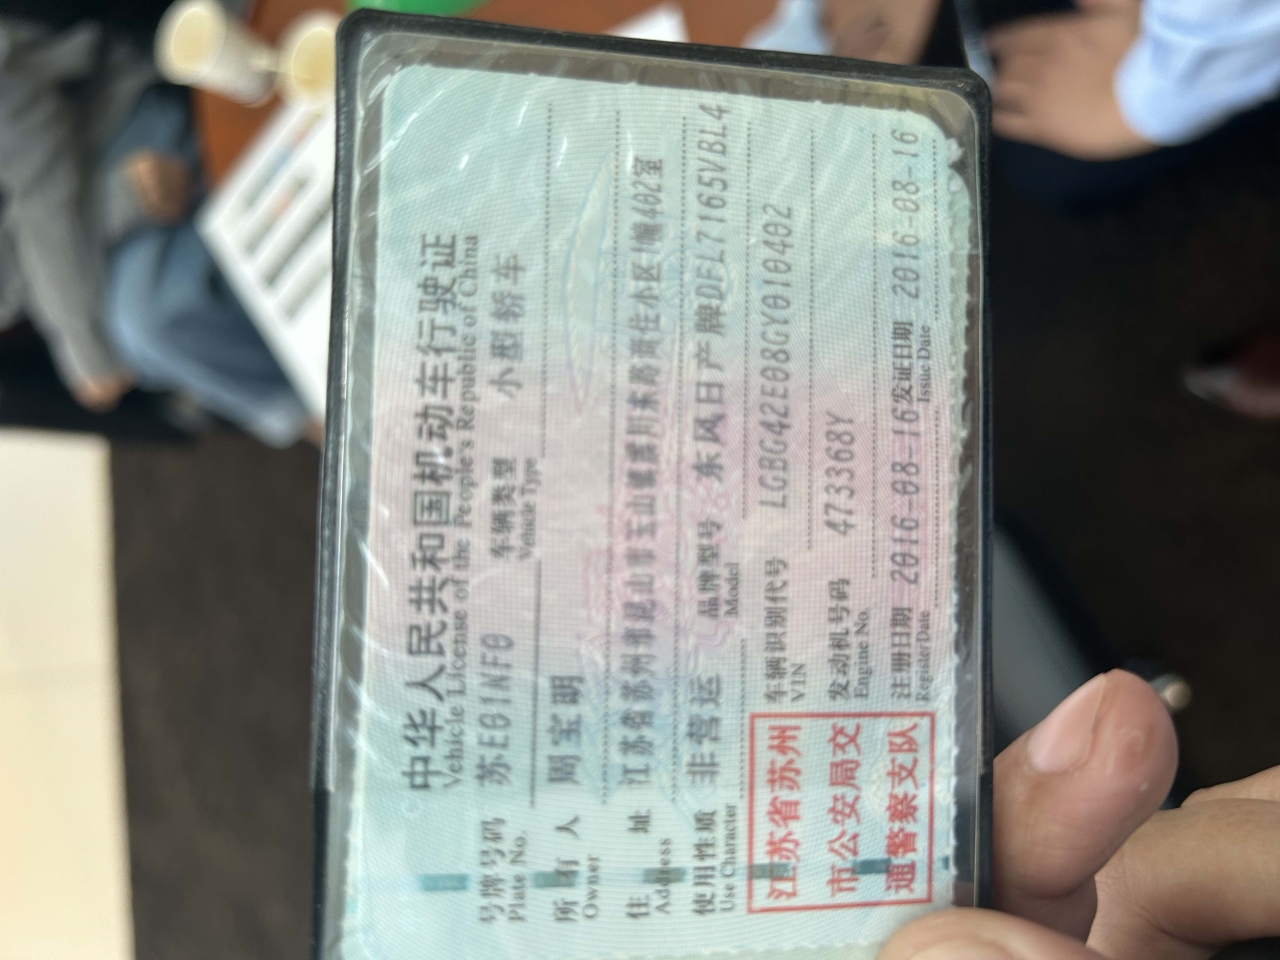 中华人民共和国机动车行驶证
Vehicle License of the People's Republic of China
号牌号码 苏E01NF0 车辆类型 小型轿车
Plate No. Vehicle Type
所有人 周宝明
Owner
住址 江苏省苏州市昆山市玉山镇 商住小区1幢402室
Address
使用性质 非营运 品牌型号 东风日产牌DFL7165VBL4
Use Character Model
车辆识别代号 LGBG42E08GY010402
VIN
发动机号码 473368Y
Engine No.
注册日期 2016-08-16 发证日期 2016-08-16
Register Date Issue Date
江苏省苏州
市公安局交
通警察支队